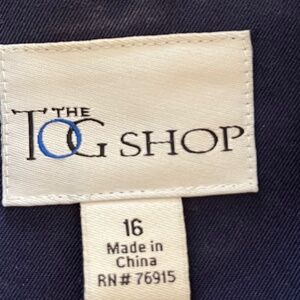 THE
TOG SHOP
16
Made in
China
RN# 76915